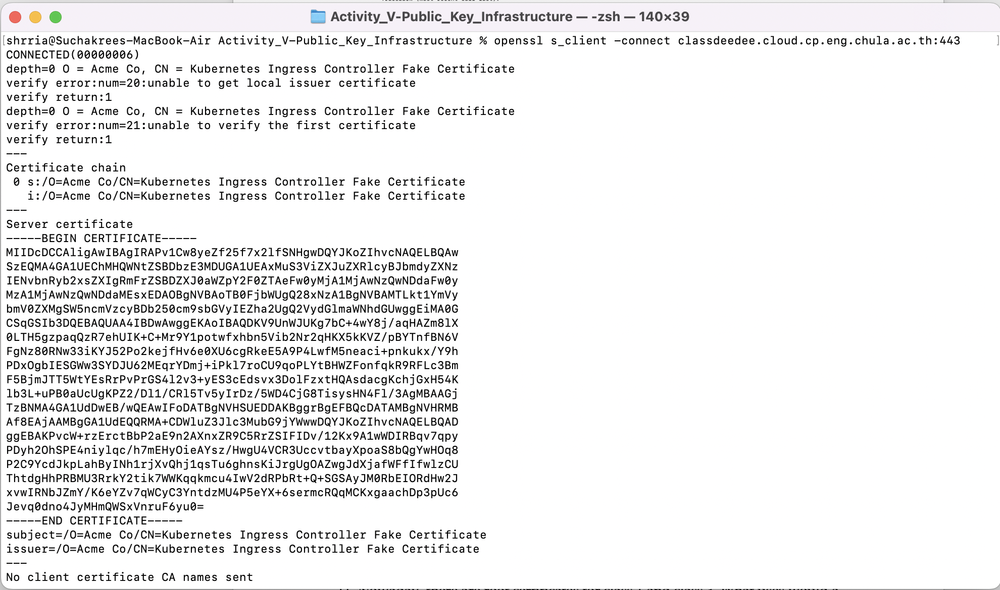 Activity_V-Public_Key_Infrastructure — -zsh — 140×39
[shrria@Suchakrees-MacBook-Air Activity_V-Public_Key_Infrastructure % openssl s_client -connect classdeedee.cloud.cp.eng.chula.ac.th:443 ]
CONNECTED(00000006)
depth=0 O = Acme Co, CN = Kubernetes Ingress Controller Fake Certificate
verify error:num=20:unable to get local issuer certificate
verify return:1
depth=0 O = Acme Co, CN = Kubernetes Ingress Controller Fake Certificate
verify error:num=21:unable to verify the first certificate
verify return:1
---
Certificate chain
 0 s:/O=Acme Co/CN=Kubernetes Ingress Controller Fake Certificate
   i:/O=Acme Co/CN=Kubernetes Ingress Controller Fake Certificate
---
Server certificate
-----BEGIN CERTIFICATE-----
MIIDcDCCAligAwIBAgIRAPv1Cw8yeZf25f7x2lfSNHgwDQYJKoZIhvcNAQELBQAw
SzEQMA4GA1UEChMHQWNtZSBDbzE3MDUGA1UEAxMuS3ViZXJuZXRlcyBJbmdyZXNz
IENvbnRyb2xsZXIgRmFrZSBDZXJ0aWZpY2F0ZTAeFw0yMjA1MjAwNzQwNDdaFw0y
MzA1MjAwNzQwNDdaMEsxEDAOBgNVBAoTB0FjbWUgQ28xNzA1BgNVBAMTLkt1YmVy
bmV0ZXMgSW5ncmVzcyBDb250cm9sbGVyIEZha2UgQ2VydGlmaWNhdGUwggEiMA0G
CSqGSIb3DQEBAQUAA4IBDwAwggEKAoIBAQDKV9UnWJUKg7bC+4wY8j/aqHAZm8lX
0LTH5gzpaqQzR7ehUIK+C+Mr9Y1potwfxhbn5Vib2Nr2qHKX5kKVZ/pBYTnfBN6V
FgNz80RNw33iKYJ52Po2kejfHv6e0XU6cgRkeE5A9P4LwfM5neaci+pnkukx/Y9h
PDxOgbIESGWw3SYDJU62MEqrYDmj+iPkl7roCU9qoPLYtBHWZFonfqkR9RFLc3Bm
F5BjmJTT5WtYEsRrPvPrGS4l2v3+yES3cEdsvx3DolFzxtHQAsdacgKchjGxH54K
lb3L+uPB0aUcUgKPZ2/Dl1/CRl5Tv5yIrDz/5WD4CjG8TisysHN4Fl/3AgMBAAGj
TzBNMA4GA1UdDwEB/wQEAwIFoDATBgNVHSUEDDAKBggrBgEFBQcDATAMBgNVHRMB
Af8EAjAAMBgGA1UdEQQRMA+CDWluZ3Jlc3MubG9jYWwwDQYJKoZIhvcNAQELBQAD
ggEBAKPvcW+rzErctBbP2aE9n2AXnxZR9C5RrZSIFIDv/12Kx9A1wWDIRBqv7qpy
PDyh2OhSPE4niylqc/h7mEHyOieAYsz/HwgU4VCR3UccvtbayXpoaS8bQgYwHOq8
P2C9YcdJkpLahByINh1rjXvQhj1qsTu6ghnsKiJrgUgOAZwgJdXjafWFfIfwlzCU
ThtdgHhPRBMU3RrkY2tik7WWKqqkmcu4IwV2dRPbRt+Q+SGSAyJM0RbEIORdHw2J
xvwIRNbJZmY/K6eYZv7qWCyC3YntdzMU4P5eYX+6sermcRQqMCKxgaachDp3pUc6
Jevq0dno4JyMHmQWSxVnruF6yu0=
-----END CERTIFICATE-----
subject=/O=Acme Co/CN=Kubernetes Ingress Controller Fake Certificate
issuer=/O=Acme Co/CN=Kubernetes Ingress Controller Fake Certificate
---
No client certificate CA names sent